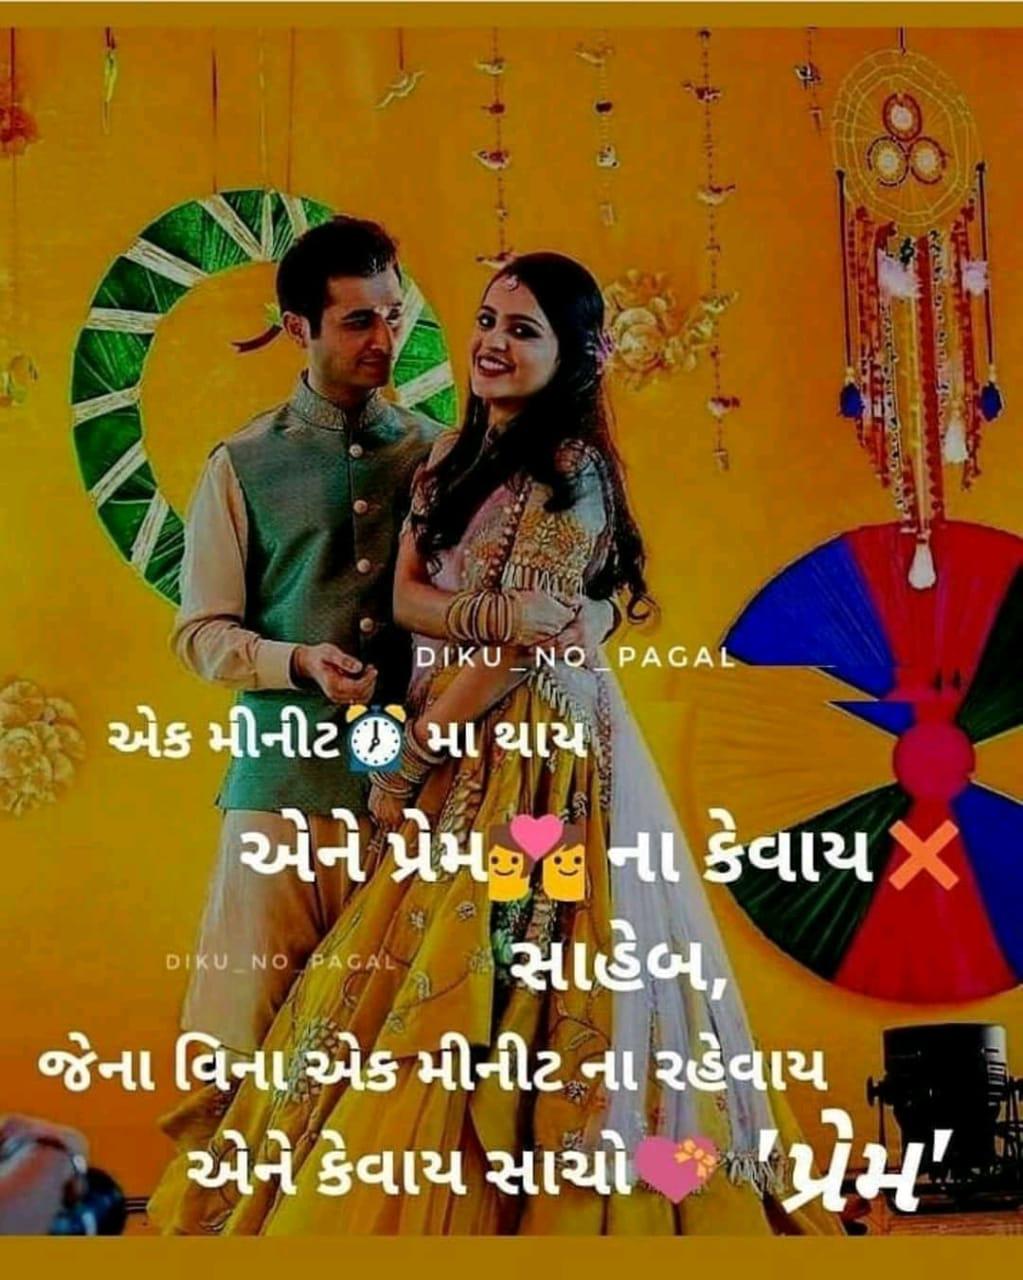 DIKU_NO_PAGAL
એક મીનીટ⏰ મા થાય
એને પ્રેમ💑 ના કેવાય❌
સાહેબ,
DIKU_NO_PAGAL
જેના વિના એક મીનીટ ના રહેવાય
એને કેવાય સાચો💝 'પ્રેમ'